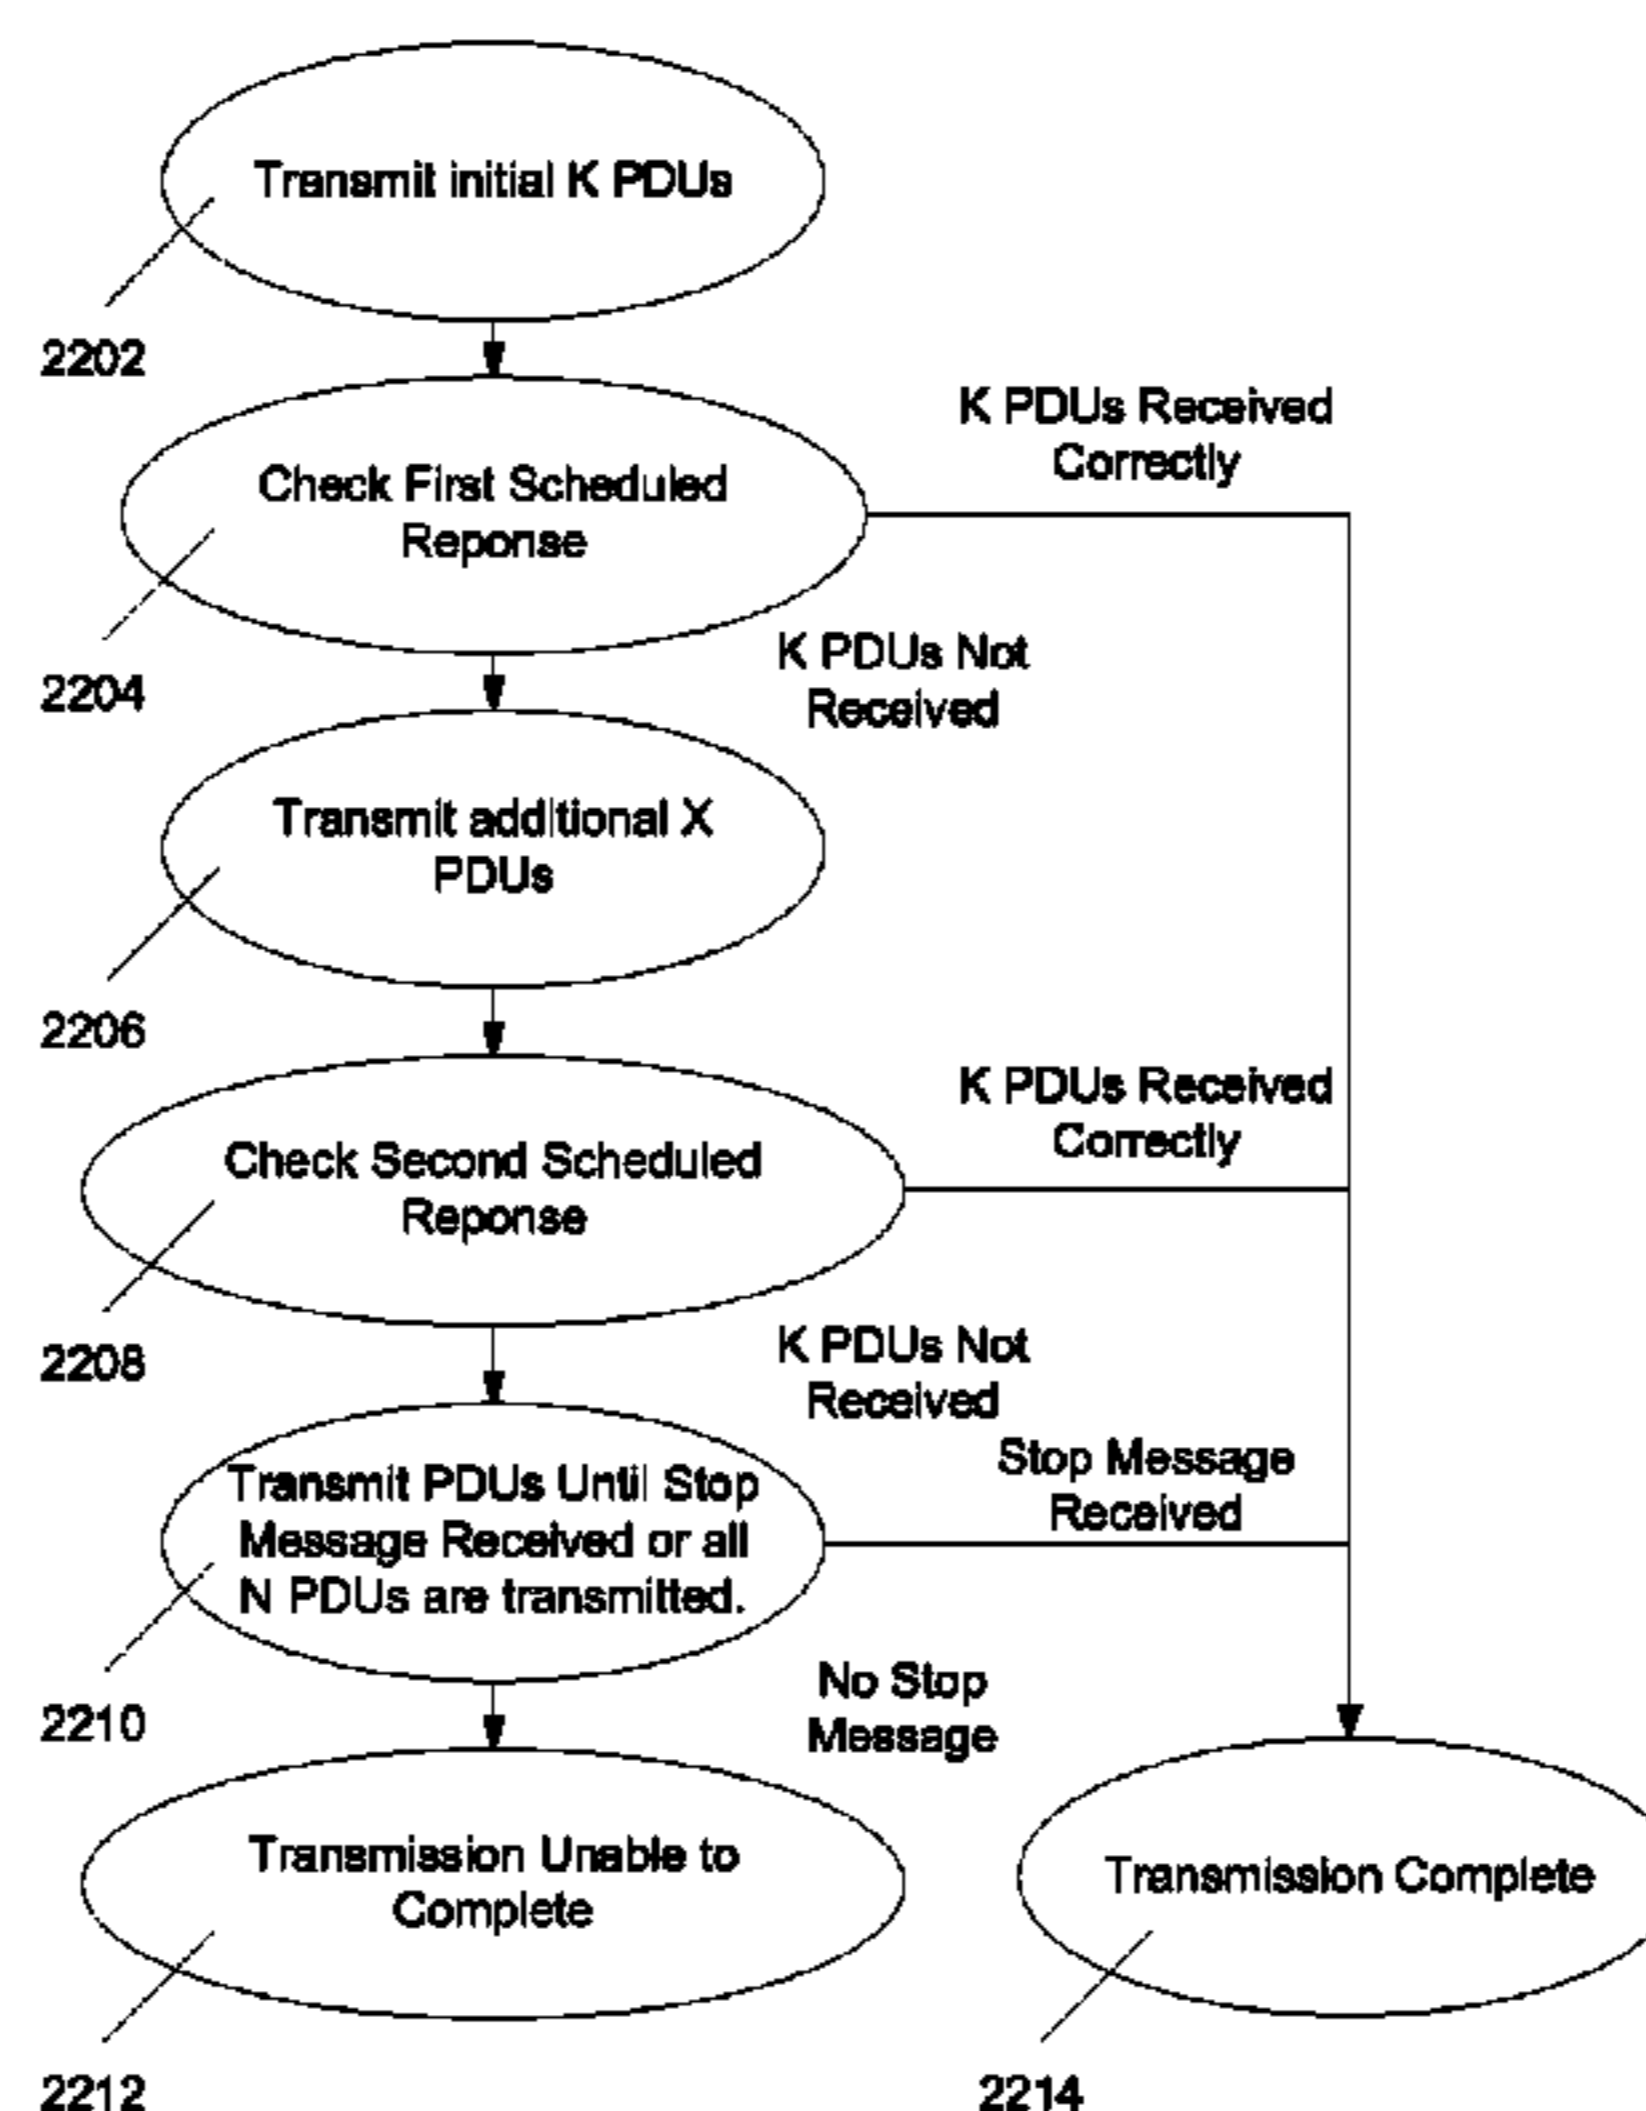 Transmit initial K PDUs
2202
K PDUs Received
Correctly
Check First Scheduled
Reponse
2204
K PDUs Not
Received
Transmit additional X
PDUs
2206
K PDUs Received
Correctly
Check Second Scheduled
Reponse
2208
K PDUs Not
Received
Stop Message
Received
Transmit PDUs Until Stop
Message Received or all
N PDUs are transmitted.
2210
No Stop
Message
Transmission Unable to
Complete
2212
Transmission Complete
2214